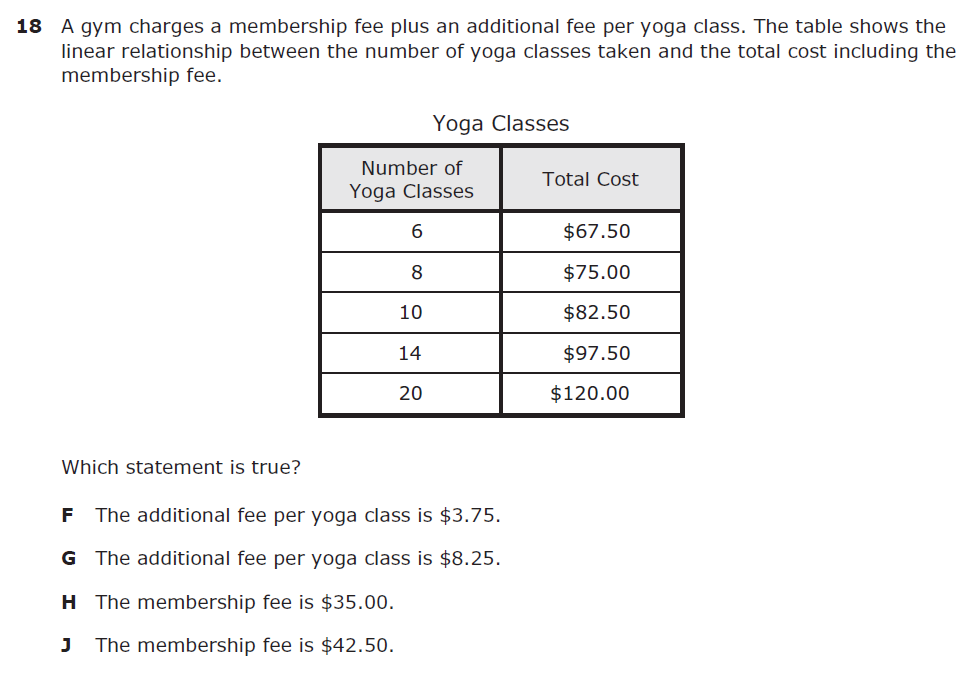 18 A gym charges a membership fee plus an additional fee per yoga class. The table shows the
linear relationship between the number of yoga classes taken and the total cost including the
membership fee.
Yoga Classes
Number of
Yoga Classes
Total Cost
6 $67.50
8 $75.00
10 $82.50
14 $97.50
20 $120.00
Which statement is true?
F The additional fee per yoga class is $3.75.
G The additional fee per yoga class is $8.25.
H The membership fee is $35.00.
J The membership fee is $42.50.